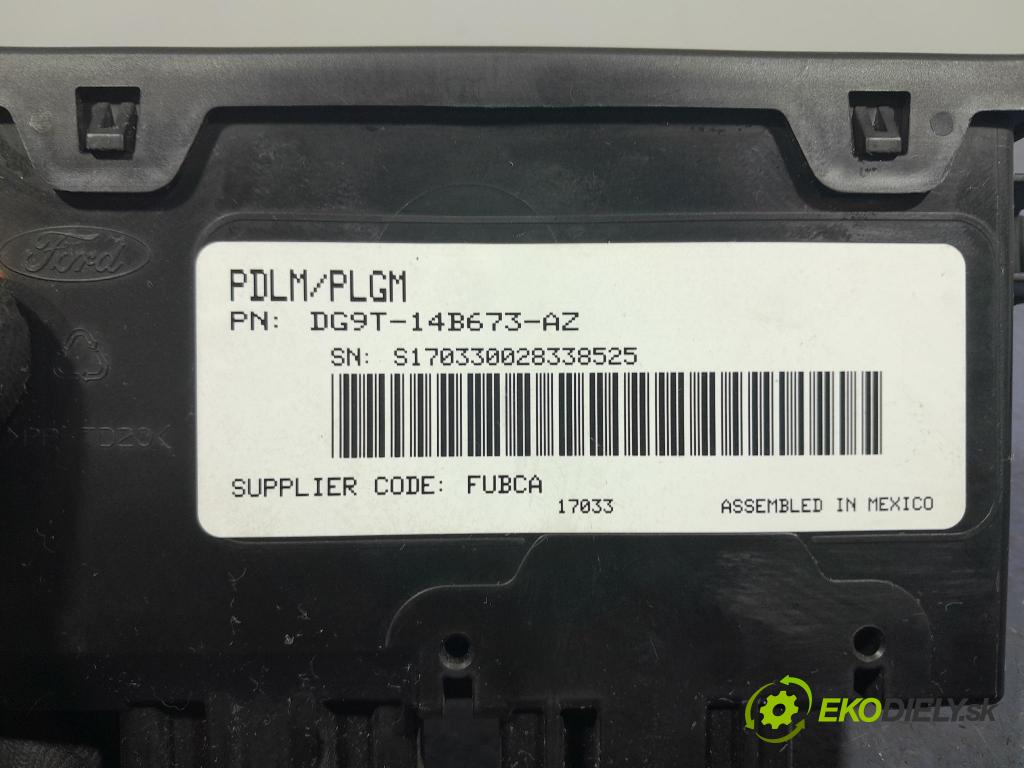 Ford
PDLM/PLGM
PN: DG9T-14B673-AZ
SN: S170330028338525
SUPPLIER CODE: FUBCA
17033 ASSEMBLED IN MEXICO
EKODIELY.SK